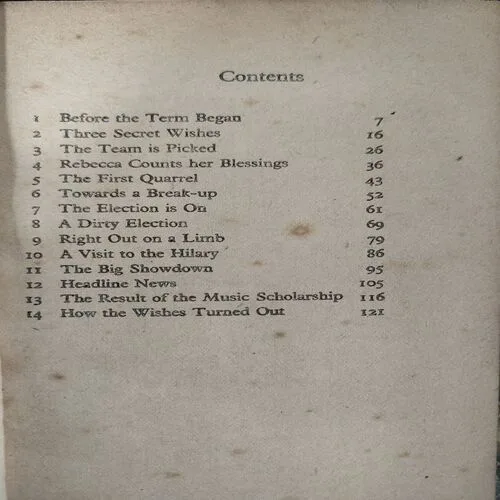 Contents
1 Before the Term Began 7
2 Three Secret Wishes 16
3 The Team is Picked 26
4 Rebecca Counts her Blessings 36
5 The First Quarrel 43
6 Towards a Break-up 52
7 The Election is On 61
8 A Dirty Election 69
9 Right Out on a Limb 79
10 A Visit to the Hilary 86
11 The Big Showdown 95
12 Headline News 105
13 The Result of the Music Scholarship 116
14 How the Wishes Turned Out 121